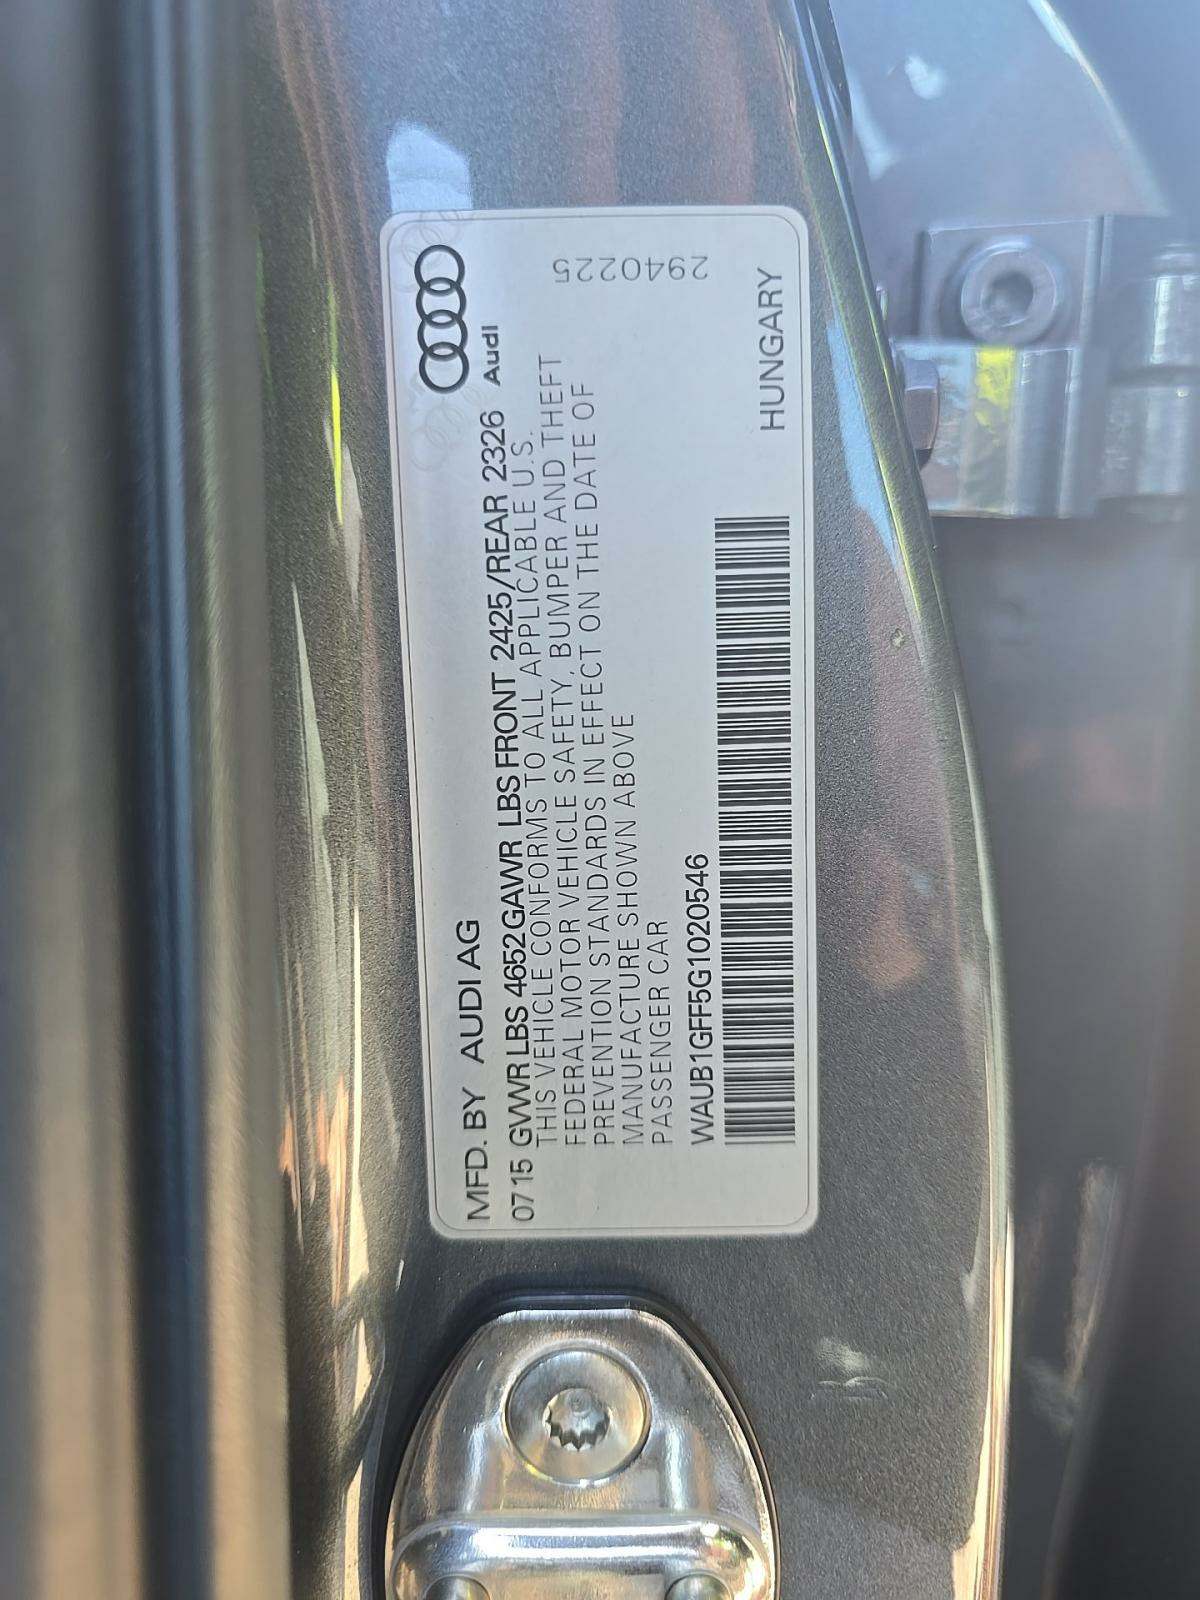 MFD. BY AUDI AG
Audi
0715 GVWR LBS 4652 GAWR LBS FRONT 2425/REAR 2326
THIS VEHICLE CONFORMS TO ALL APPLICABLE U.S.
FEDERAL MOTOR VEHICLE SAFETY, BUMPER AND THEFT
PREVENTION STANDARDS IN EFFECT ON THE DATE OF
MANUFACTURE SHOWN ABOVE
PASSENGER CAR
WAUB1GFF5G1020546
HUNGARY
2940225